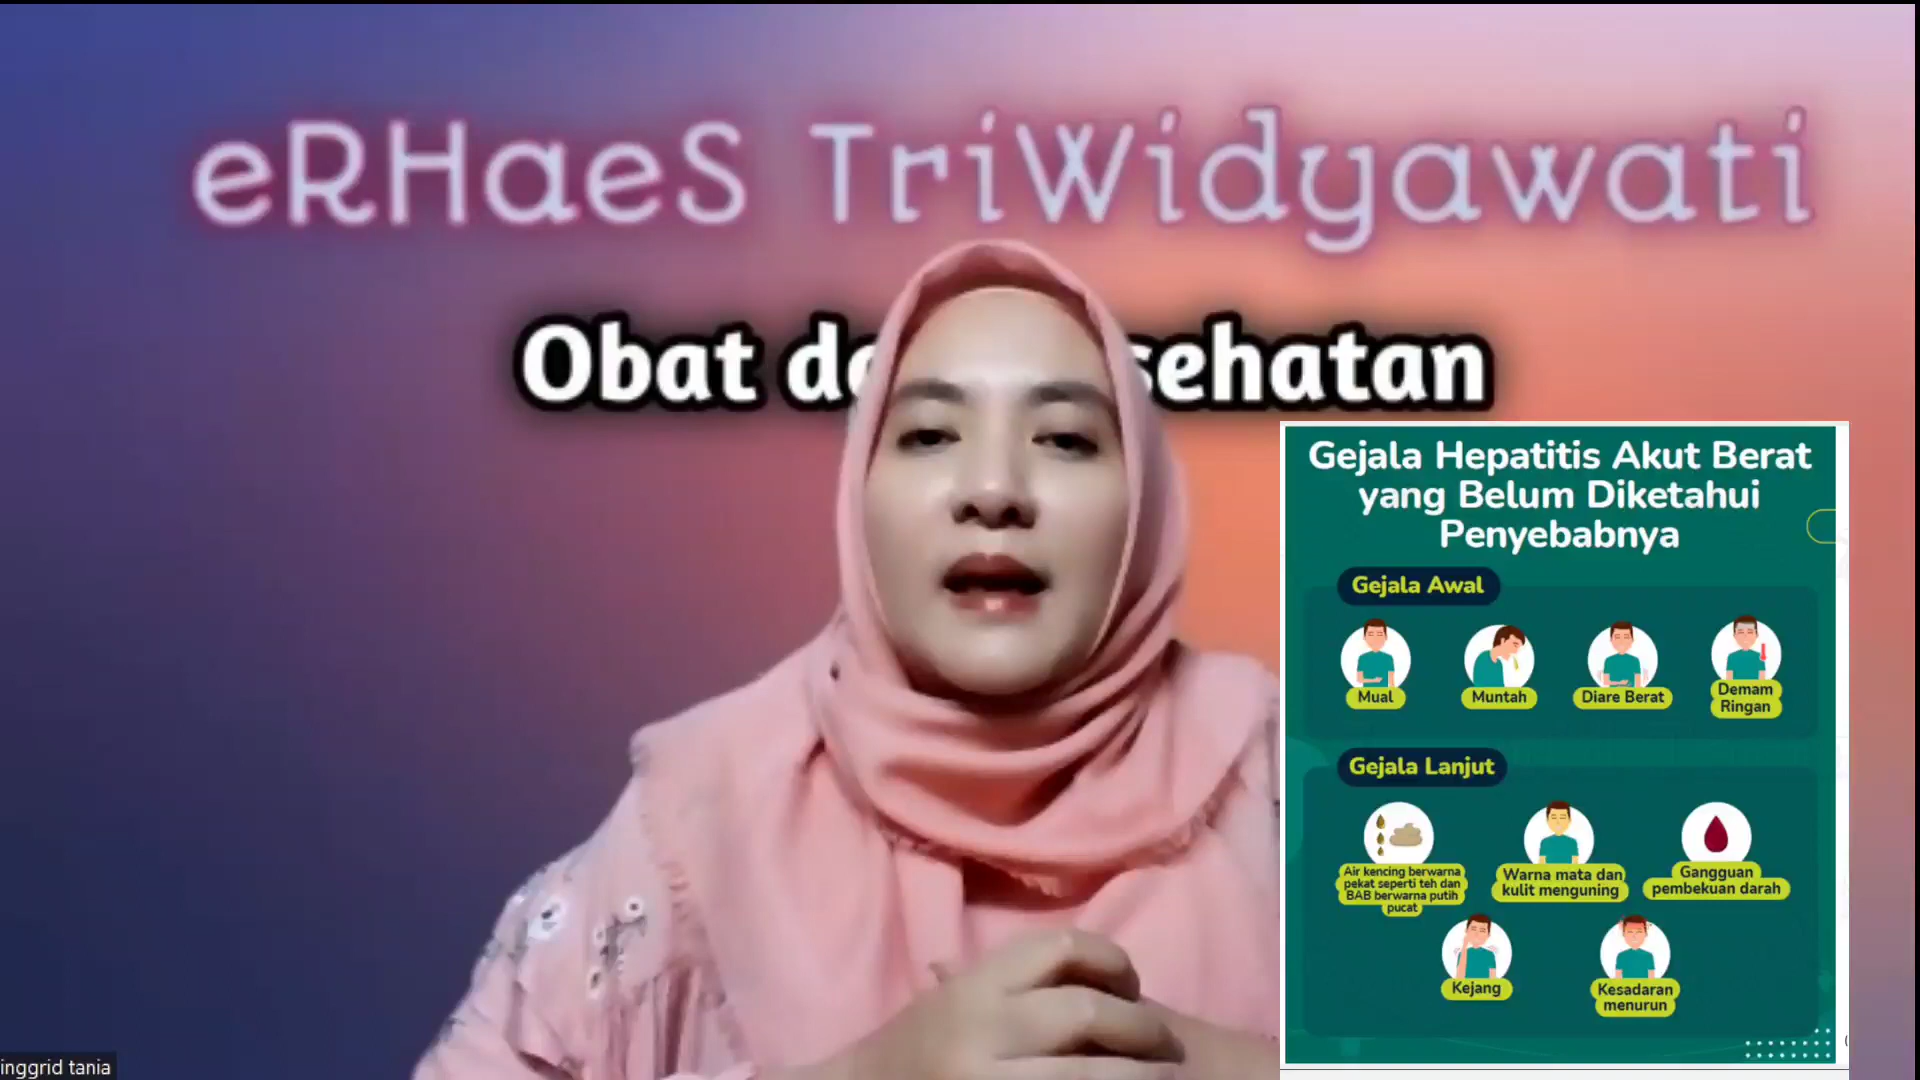 eRHaeS TriWidyawati
Obat sehatan
Gejala Hepatitis Akut Berat
yang Belum Diketahui
Penyebabnya
Gejala Awal
Mual
Muntah
Diare Berat
Demam
Ringan
Gejala Lanjut
Air kencing berwarna
pekat seperti teh dan
BAB berwarna putih
pucat
Warna mata dan
kulit menguning
Gangguan
pembekuan darah
Kejang
Kesadaran
menurun
inggrid tania